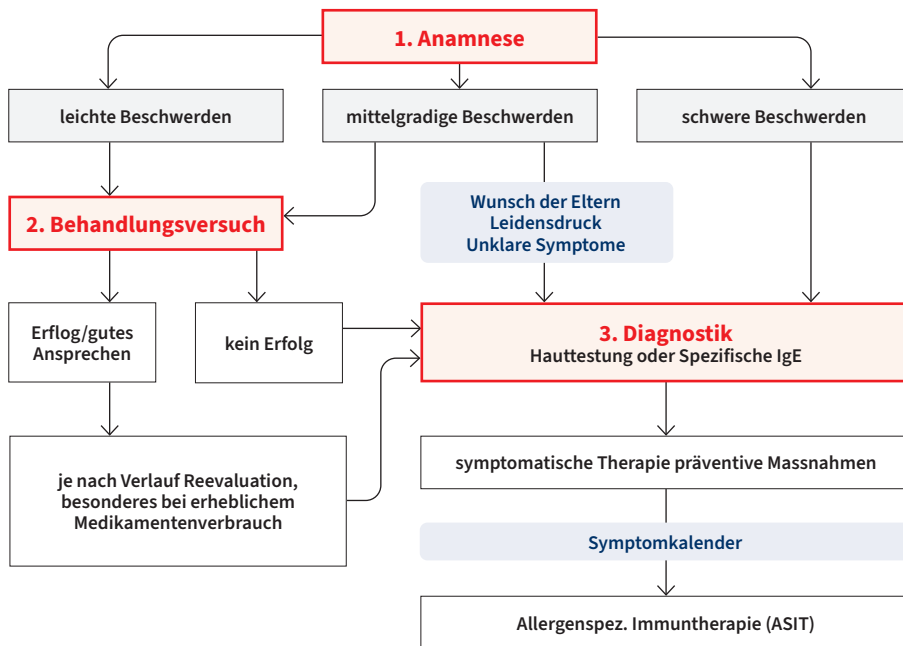 1. Anamnese
leichte Beschwerden
mittelgradige Beschwerden
schwere Beschwerden
Wunsch der Eltern
Leidensdruck
Unklare Symptome
2. Behandlungsversuch
Erflog/gutes
Ansprechen
kein Erfolg
3. Diagnostik
Hauttestung oder Spezifische IgE
je nach Verlauf Reevaluation,
besonderes bei erheblichem
Medikamentenverbrauch
symptomatische Therapie präventive Massnahmen
Symptomkalender
Allergenspez. Immuntherapie (ASIT)